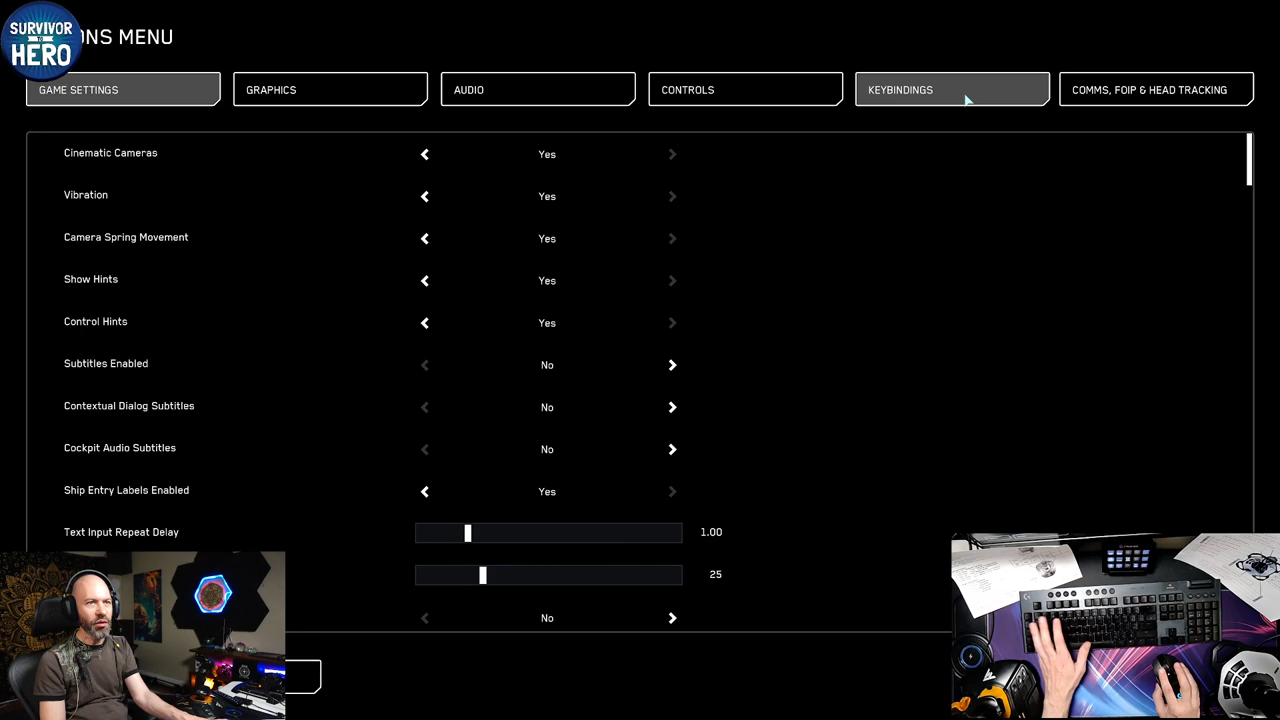 SURVIVOR
TO
HERO
ONS MENU
GAME SETTINGS
GRAPHICS
AUDIO
CONTROLS
KEYBINDINGS
COMMS, FOIP & HEAD TRACKING
Cinematic Cameras
Yes
Vibration
Yes
Camera Spring Movement
Yes
Show Hints
Yes
Control Hints
Yes
Subtitles Enabled
No
Contextual Dialog Subtitles
No
Cockpit Audio Subtitles
No
Ship Entry Labels Enabled
Yes
Text Input Repeat Delay
1.00
25
No